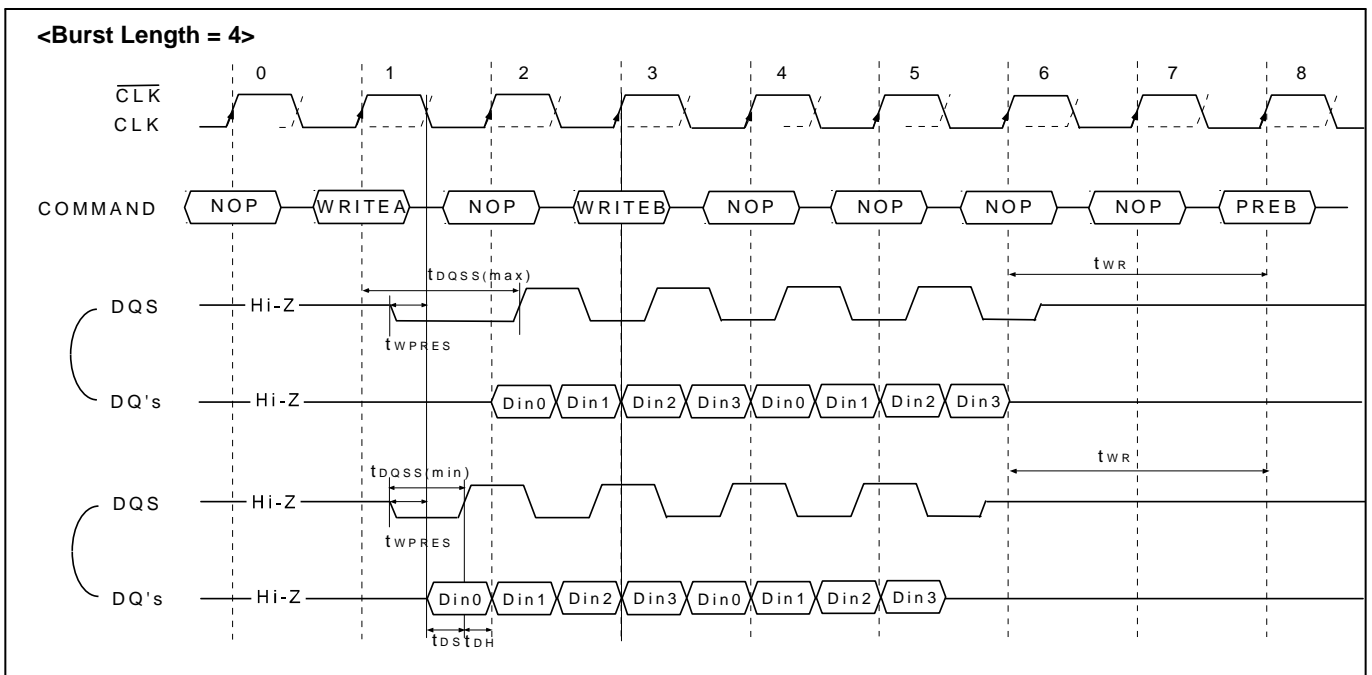 <Burst Length = 4>
0 1 2 3 4 5 6 7 8
CLK
CLK
COMMAND NOP WRITEA NOP WRITEB NOP NOP NOP NOP PREB
tDQSS(max) tWR
DQS Hi-Z
tWPRES
DQ's Hi-Z Din0 Din1 Din2 Din3 Din0 Din1 Din2 Din3
tDQSS(min) tWR
DQS Hi-Z
tWPRES
DQ's Hi-Z Din0 Din1 Din2 Din3 Din0 Din1 Din2 Din3
tDS tDH